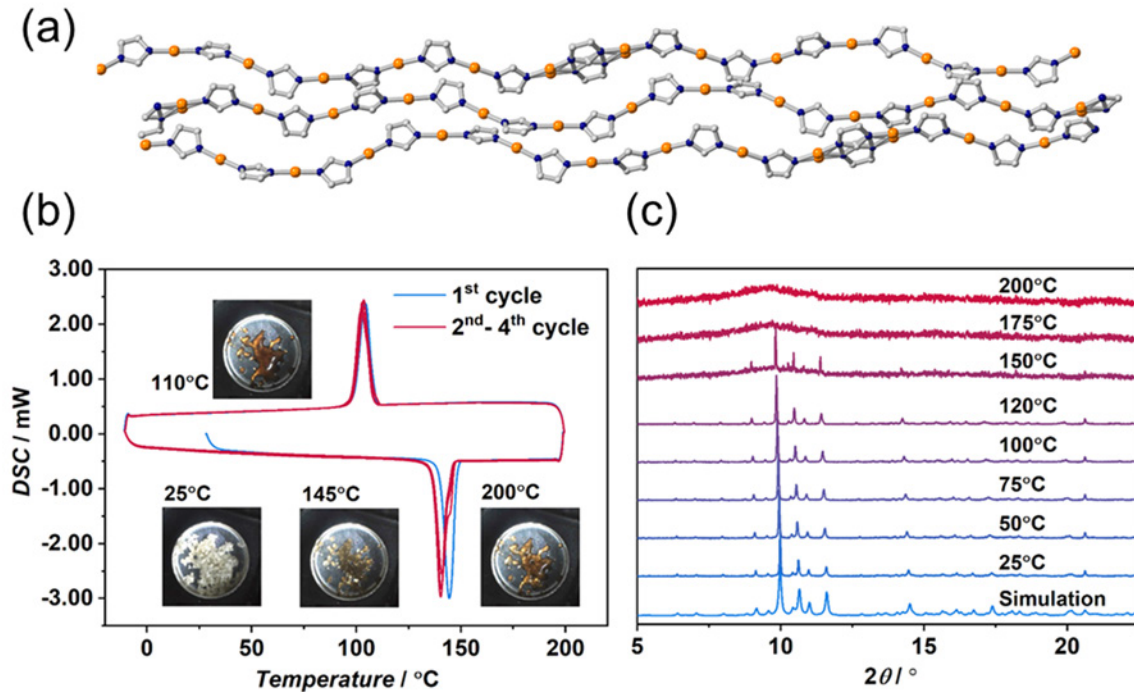 (a)
(b)
(c)
3.00
2.00
1.00
0.00
-1.00
-2.00
-3.00
DSC / mW
1st cycle
2nd- 4th cycle
110°C
25°C
145°C
200°C
0
50
100
150
200
Temperature / °C
200°C
175°C
150°C
120°C
100°C
75°C
50°C
25°C
Simulation
5
10
15
20
2θ / °